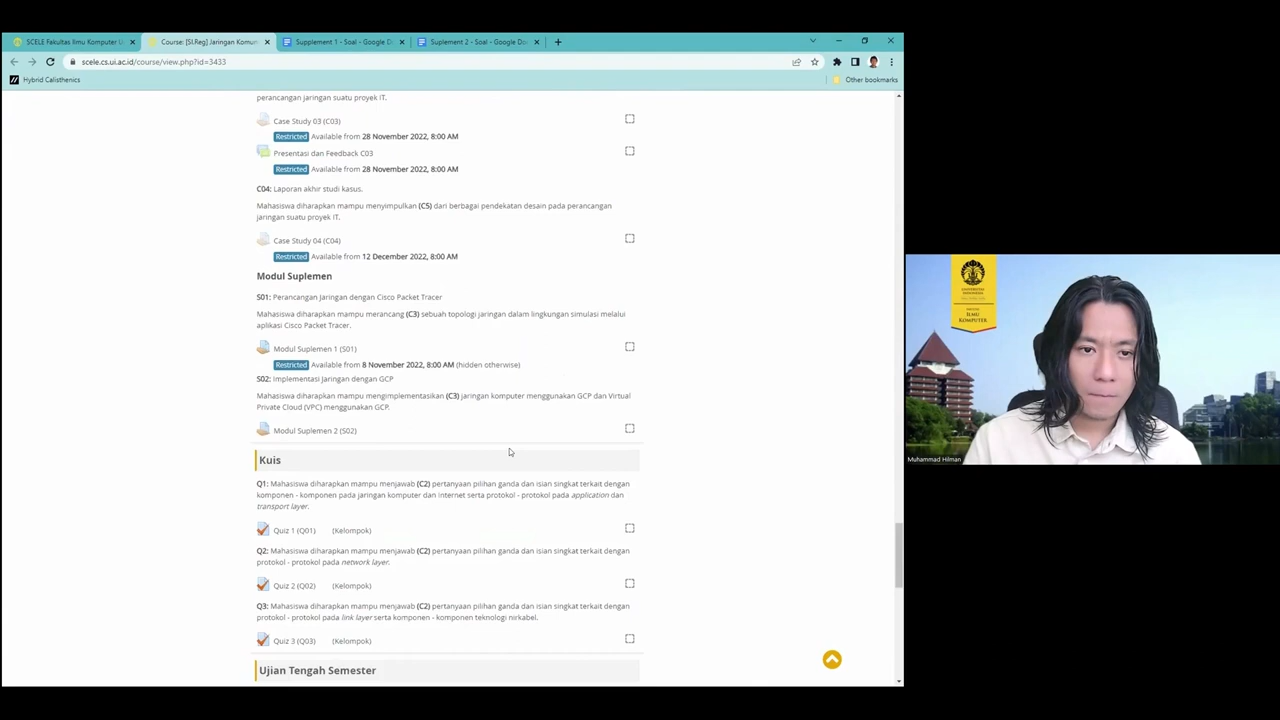 SCELE Fakultas Ilmu Komputer U
Course: [SI.Reg] Jaringan Komun
Supplement 1 - Soal - Google D
Suplement 2 - Soal - Google Do
scele.cs.ui.ac.id/course/view.php?id=3433
Hybrid Calisthenics
Other bookmarks
perancangan jaringan suatu proyek IT.
Case Study 03 (C03)
Restricted Available from 28 November 2022, 8:00 AM
Presentasi dan Feedback C03
Restricted Available from 28 November 2022, 8:00 AM
C04: Laporan akhir studi kasus.
Mahasiswa diharapkan mampu menyimpulkan (C5) dari berbagai pendekatan desain pada perancangan
jaringan suatu proyek IT.
Case Study 04 (C04)
Restricted Available from 12 December 2022, 8:00 AM
Modul Suplemen
S01: Perancangan Jaringan dengan Cisco Packet Tracer
Mahasiswa diharapkan mampu merancang (C3) sebuah topologi jaringan dalam lingkungan simulasi melalui
aplikasi Cisco Packet Tracer.
Modul Suplemen 1 (S01)
Restricted Available from 8 November 2022, 8:00 AM (hidden otherwise)
S02: Implementasi Jaringan dengan GCP
Mahasiswa diharapkan mampu mengimplementasikan (C3) jaringan komputer menggunakan GCP dan Virtual
Private Cloud (VPC) menggunakan GCP.
Modul Suplemen 2 (S02)
Kuis
Q1: Mahasiswa diharapkan mampu menjawab (C2) pertanyaan pilihan ganda dan isian singkat terkait dengan
komponen - komponen pada jaringan komputer dan internet serta protokol - protokol pada application dan
transport layer.
Quiz 1 (Q01) (Kelompok)
Q2: Mahasiswa diharapkan mampu menjawab (C2) pertanyaan pilihan ganda dan isian singkat terkait dengan
protokol - protokol pada network layer.
Quiz 2 (Q02) (Kelompok)
Q3: Mahasiswa diharapkan mampu menjawab (C2) pertanyaan pilihan ganda dan isian singkat terkait dengan
protokol - protokol pada link layer serta komponen - komponen teknologi nirkabel.
Quiz 3 (Q03) (Kelompok)
Ujian Tengah Semester
UNIVERSITAS
INDONESIA
ILMU
KOMPUTER
Muhammad Hilman